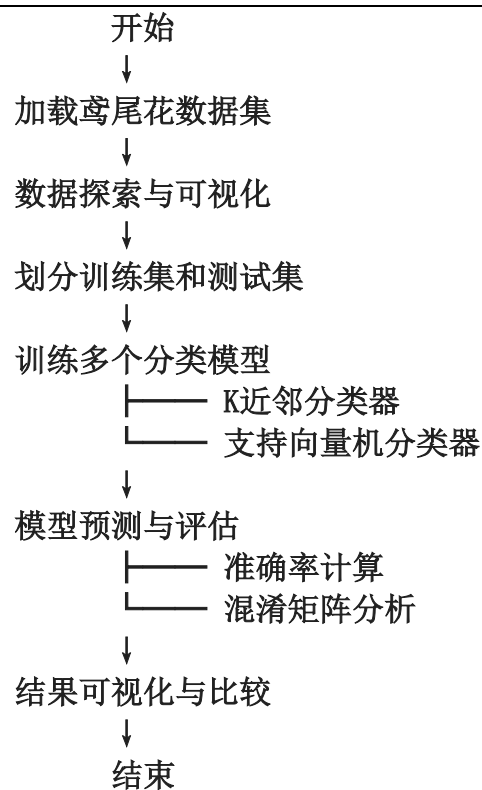 开始
↓
加载鸢尾花数据集
↓
数据探索与可视化
↓
划分训练集和测试集
↓
训练多个分类模型
├── K近邻分类器
└── 支持向量机分类器
↓
模型预测与评估
├── 准确率计算
└── 混淆矩阵分析
↓
结果可视化与比较
↓
结束